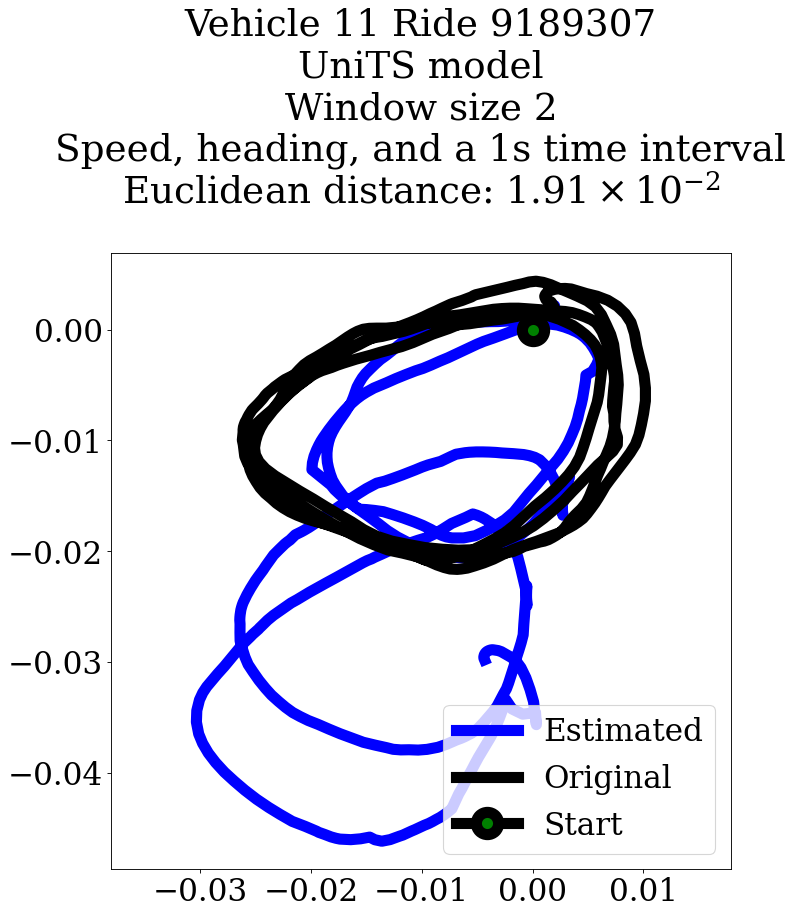 Vehicle 11 Ride 9189307
UniTS model
Window size 2
Speed, heading, and a 1s time interval
Euclidean distance: 1.91 × 10⁻²
0.00
−0.01
−0.02
−0.03
−0.04
Estimated
Original
Start
−0.03 −0.02 −0.01 0.00 0.01